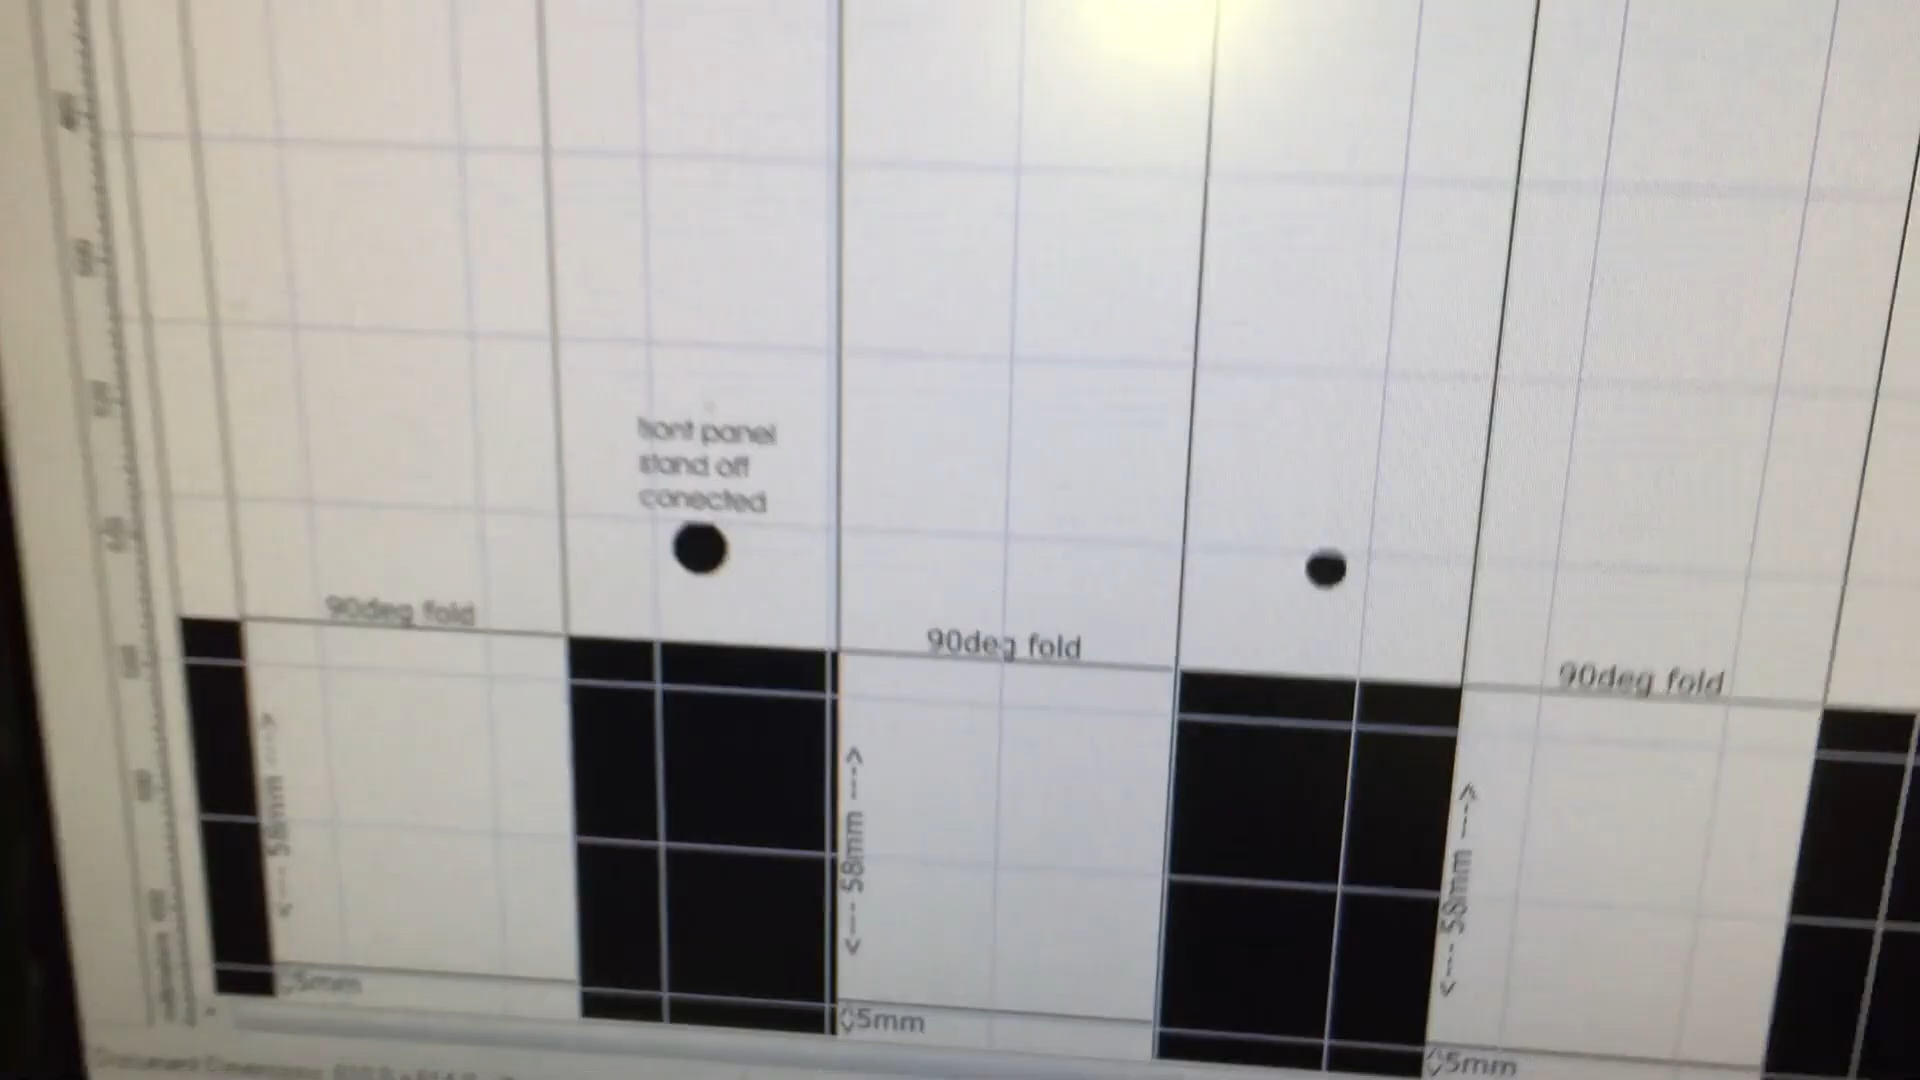 front panel
stand off
conected
90deg fold
90deg fold
90deg fold
<--- 58mm --->
<--- 58mm --->
<--- 58mm --->
5mm
5mm
5mm